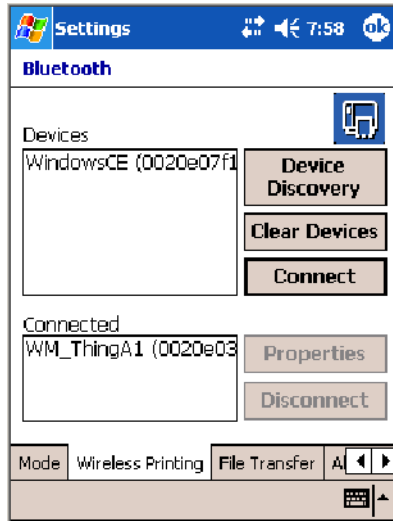 Settings 7:58 ok
Bluetooth
Devices
WindowsCE (0020e07f1
Device
Discovery
Clear Devices
Connect
Connected
WM_ThingA1 (0020e03
Properties
Disconnect
Mode Wireless Printing File Transfer